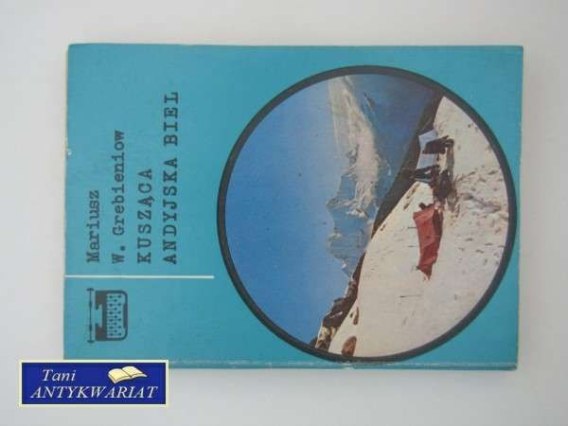 Mariusz
W. Grebieniow
KUSZĄCA
ANDYJSKA BIEL
Tani
ANTYKWARIAT